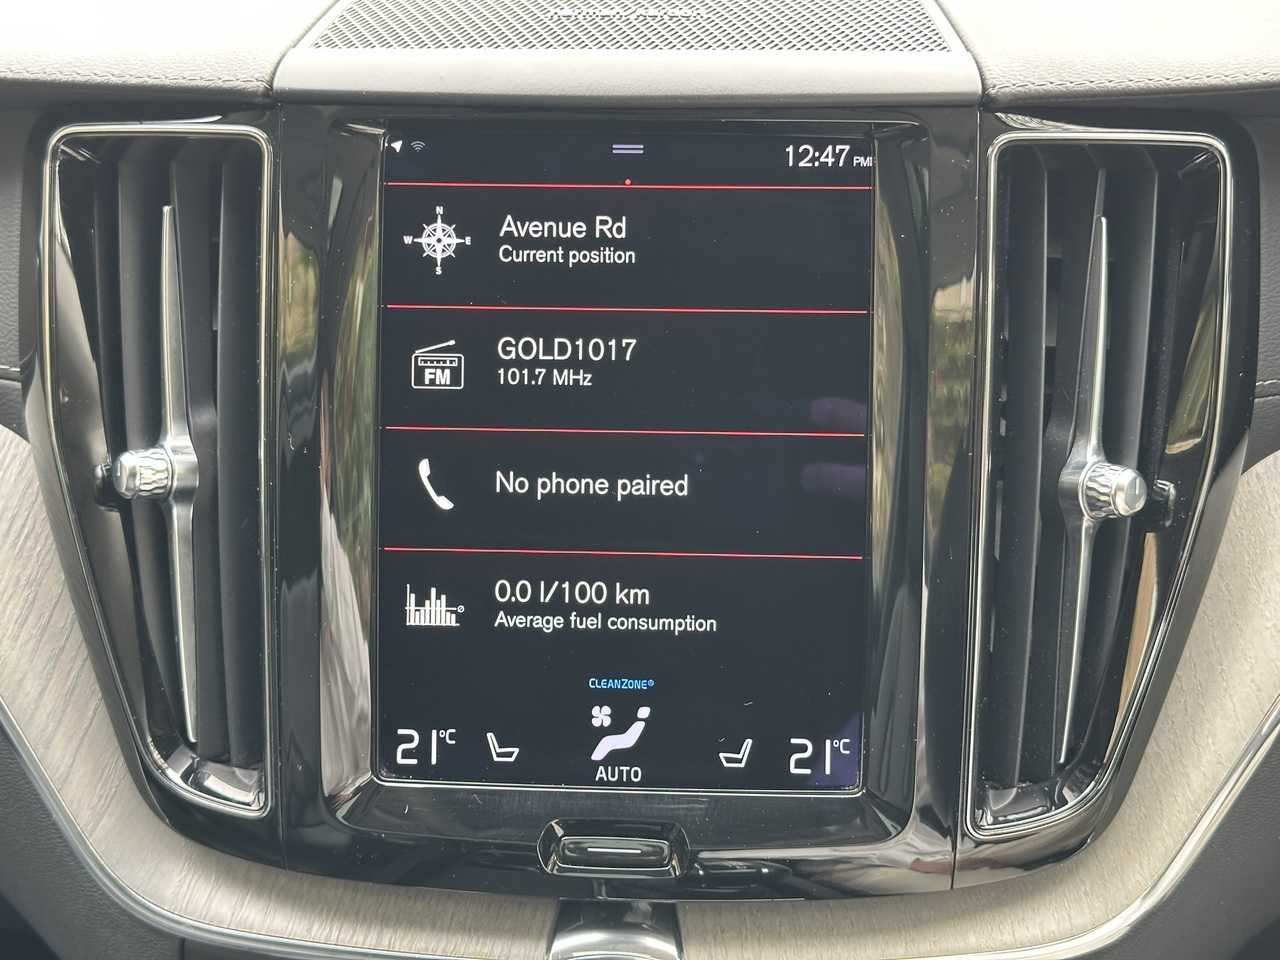 12:47 PM
N
W E
S
Avenue Rd
Current position
GOLD1017
101.7 MHz
FM
No phone paired
0.0 l/100 km
Average fuel consumption
CLEANZONE
21°C
AUTO
21°C